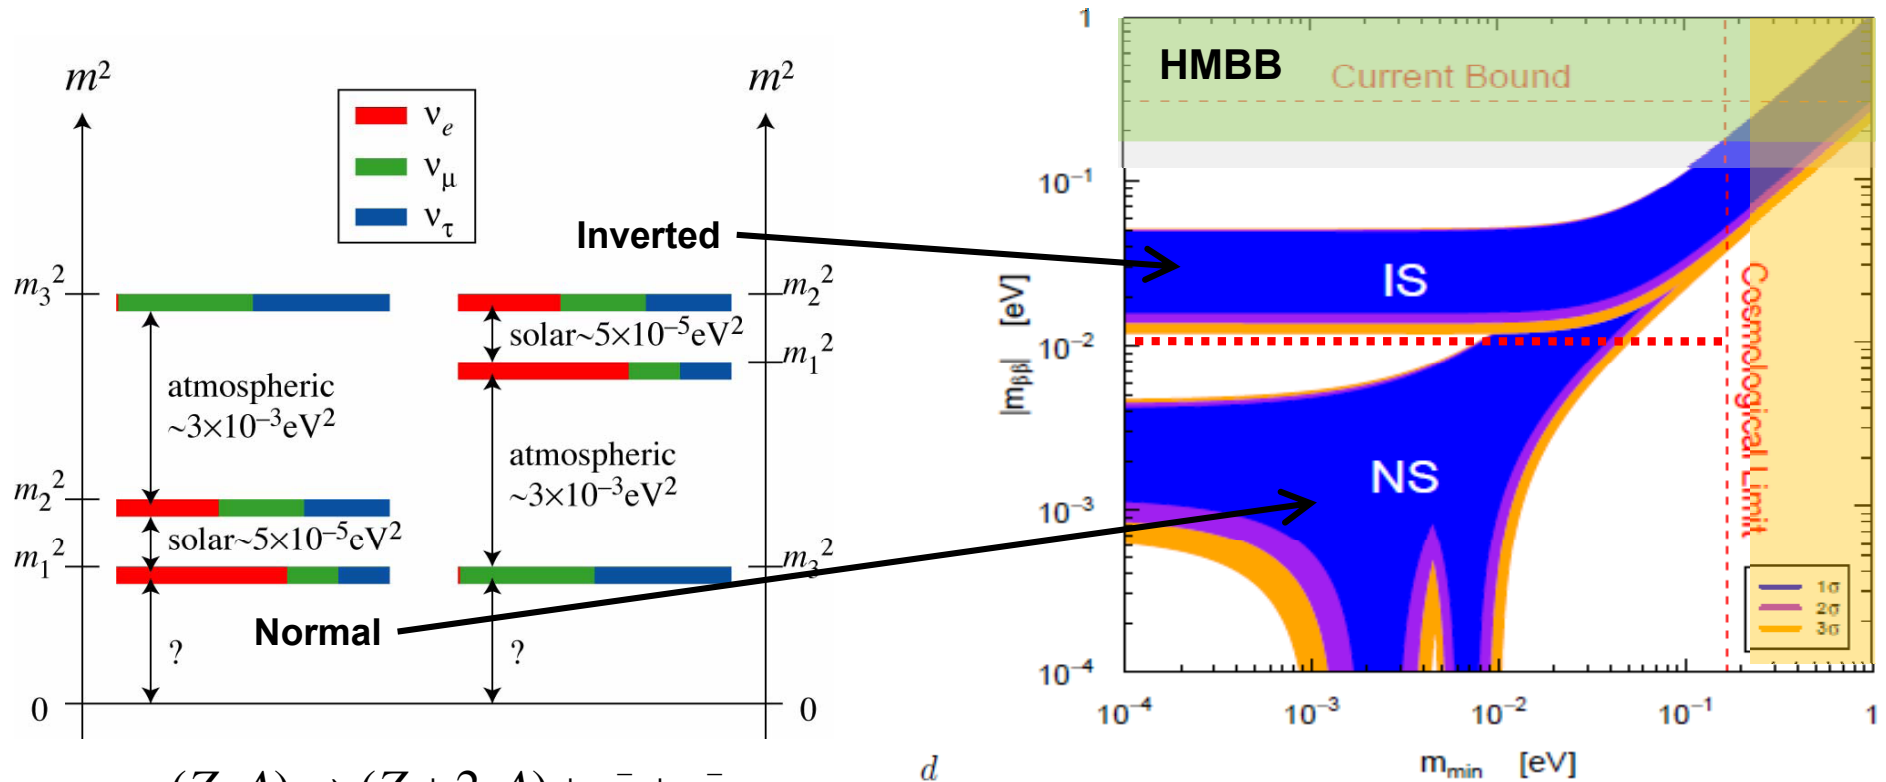 m²
m²
νe
νμ
ντ
Inverted
m₃²
m₂²
solar~5×10⁻⁵eV²
m₁²
atmospheric
~3×10⁻³eV²
atmospheric
~3×10⁻³eV²
m₂²
solar~5×10⁻⁵eV²
m₁²
m₃²
Normal
?
?
0
0
HMBB
Current Bound
IS
NS
Cosmological Limit
1σ
2σ
3σ
|mββ| [eV]
1
10⁻¹
10⁻²
10⁻³
10⁻⁴
10⁻⁴
10⁻³
10⁻²
10⁻¹
1
m_min [eV]
d